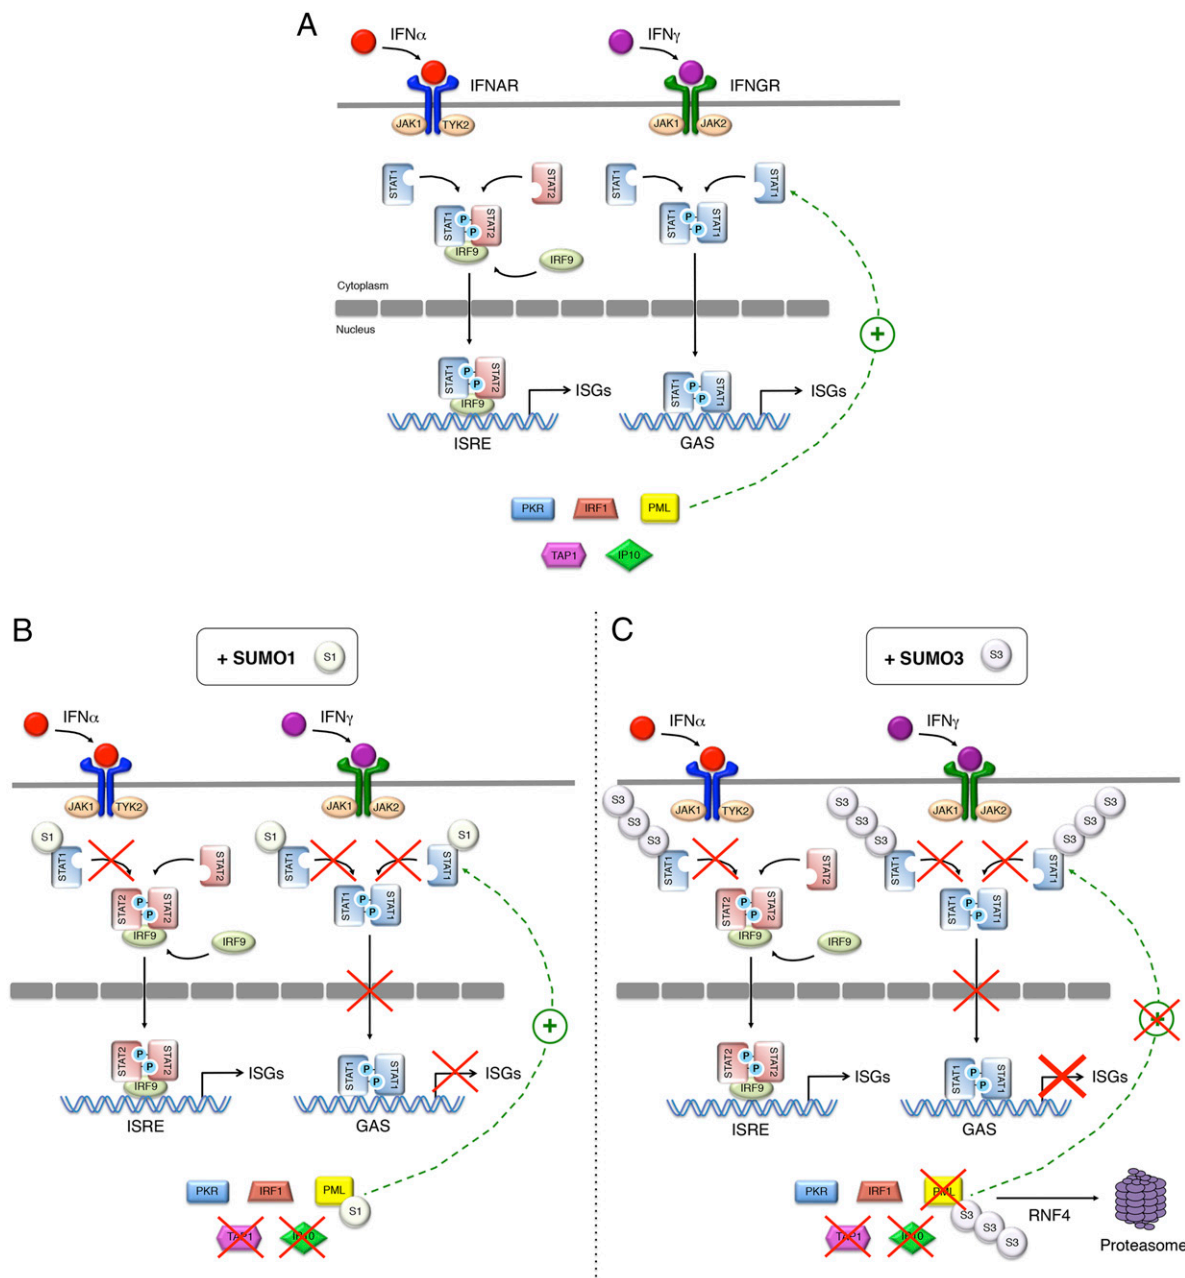 A
IFNα
IFNγ
IFNAR
IFNGR
JAK1
TYK2
JAK1
JAK2
STAT1
STAT2
STAT1
STAT1
STAT1
P
P
STAT2
STAT1
P
P
STAT1
IRF9
IRF9
Cytoplasm
+
Nucleus
STAT1
P
P
STAT2
STAT1
P
P
STAT1
ISGs
ISGs
IRF9
ISRE
GAS
PKR
IRF1
PML
TAP1
IP10
B
+ SUMO1
S1
IFNα
IFNγ
JAK1
TYK2
JAK1
JAK2
S1
S1
S1
STAT1
STAT2
STAT1
STAT1
STAT2
P
P
STAT2
STAT1
P
P
STAT1
IRF9
IRF9
+
STAT2
P
P
STAT2
STAT1
P
P
STAT1
ISGs
ISGs
IRF9
ISRE
GAS
PKR
IRF1
PML
S1
TAP1
IP10
C
+ SUMO3
S3
IFNα
IFNγ
JAK1
TYK2
JAK1
JAK2
S3
S3
S3
S3
S3
S3
S3
S3
S3
STAT1
STAT2
STAT1
STAT1
STAT2
P
P
STAT2
STAT1
P
P
STAT1
IRF9
IRF9
+
STAT2
P
P
STAT2
STAT1
P
P
STAT1
ISGs
ISGs
IRF9
ISRE
GAS
PKR
IRF1
PML
S3
S3
S3
RNF4
TAP1
IP10
Proteasome